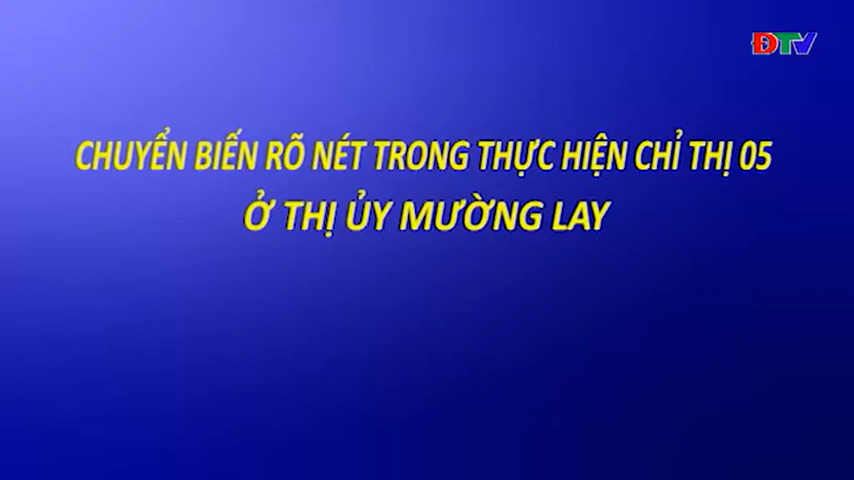 ĐTV
CHUYỂN BIẾN RÕ NÉT TRONG THỰC HIỆN CHỈ THỊ 05
Ở THỊ ỦY MƯỜNG LAY